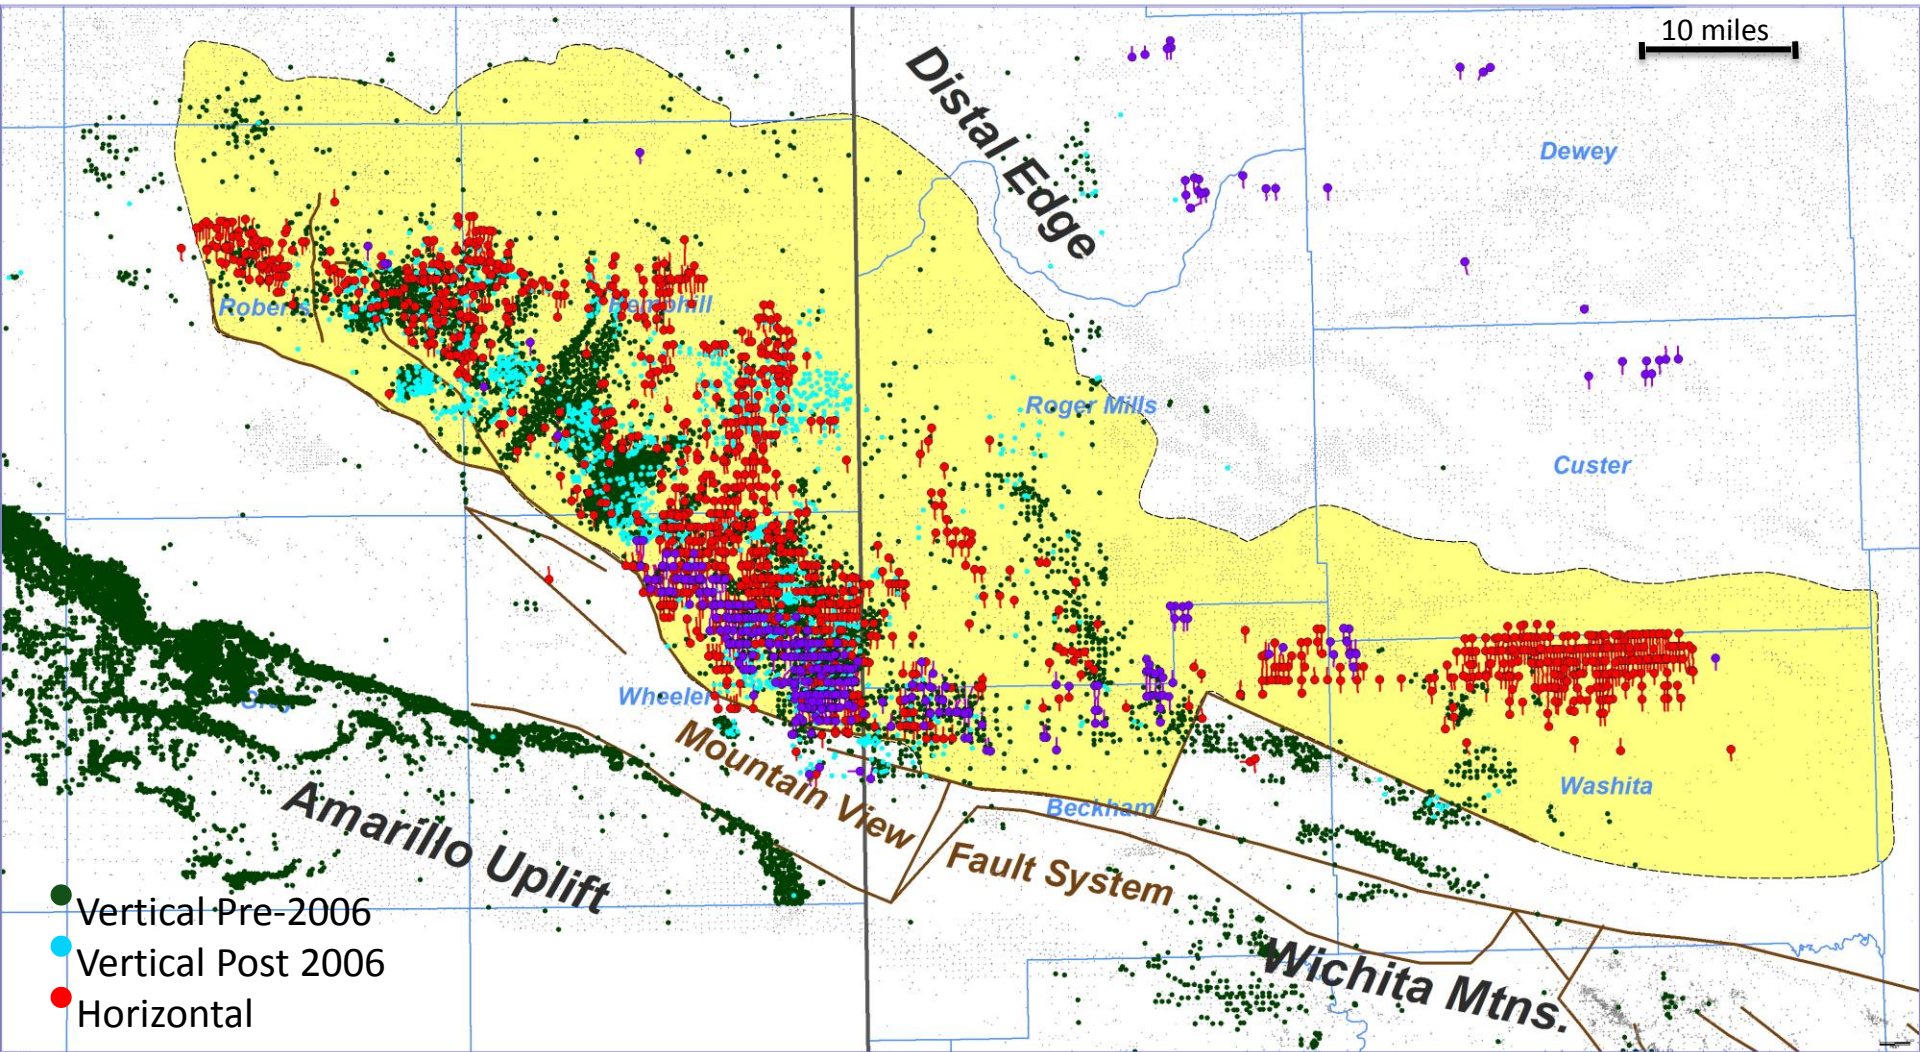 10 miles
Distal Edge
Dewey
Roberts
Hemphill
Roger Mills
Custer
Wheeler
Gray
Mountain View
Fault System
Beckham
Washita
Amarillo Uplift
Wichita Mtns.
Vertical Pre-2006
Vertical Post 2006
Horizontal